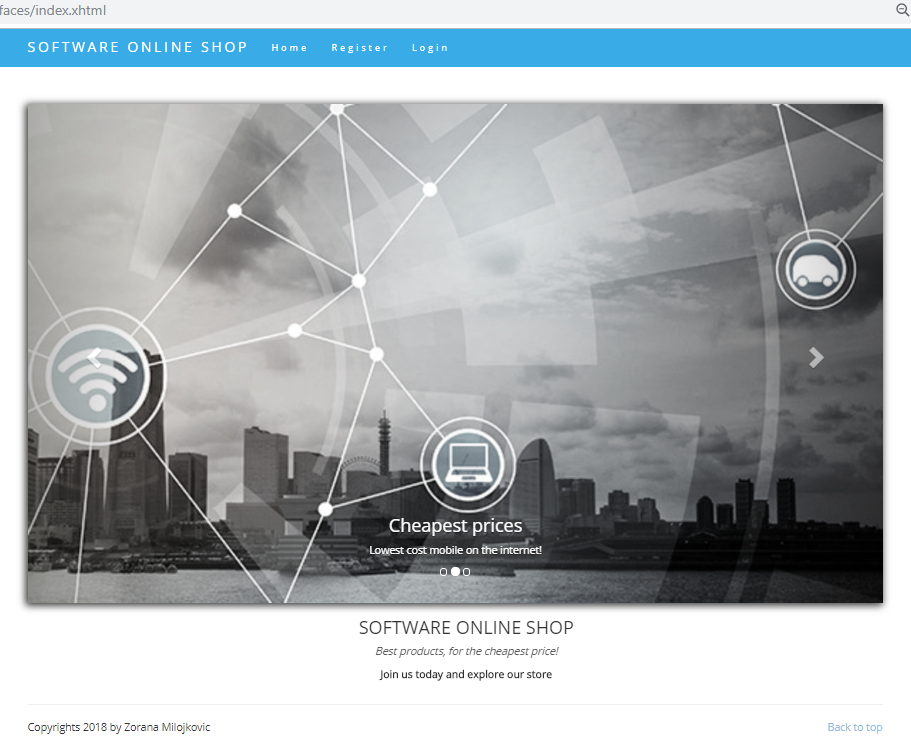 faces/index.xhtml
SOFTWARE ONLINE SHOP Home Register Login
Cheapest prices
Lowest cost mobile on the internet!
SOFTWARE ONLINE SHOP
Best products, for the cheapest price!
Join us today and explore our store
Copyrights 2018 by Zorana Milojkovic Back to top